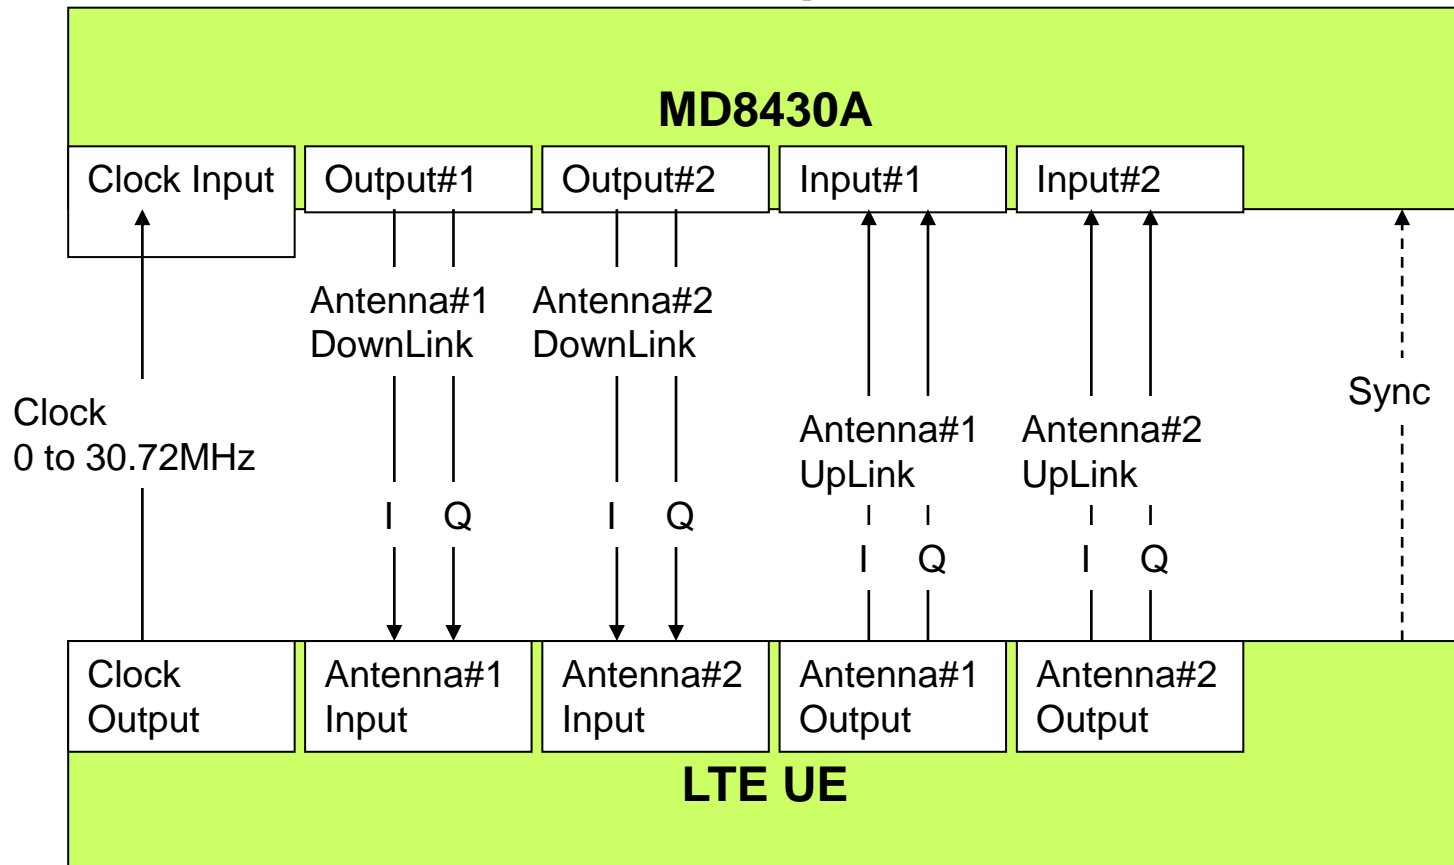 MD8430A
Clock Input
Output#1
Output#2
Input#1
Input#2
Antenna#1
DownLink
Antenna#2
DownLink
Clock
0 to 30.72MHz
Antenna#1
UpLink
Antenna#2
UpLink
Sync
I Q
I Q
I Q
I Q
Clock
Output
Antenna#1
Input
Antenna#2
Input
Antenna#1
Output
Antenna#2
Output
LTE UE